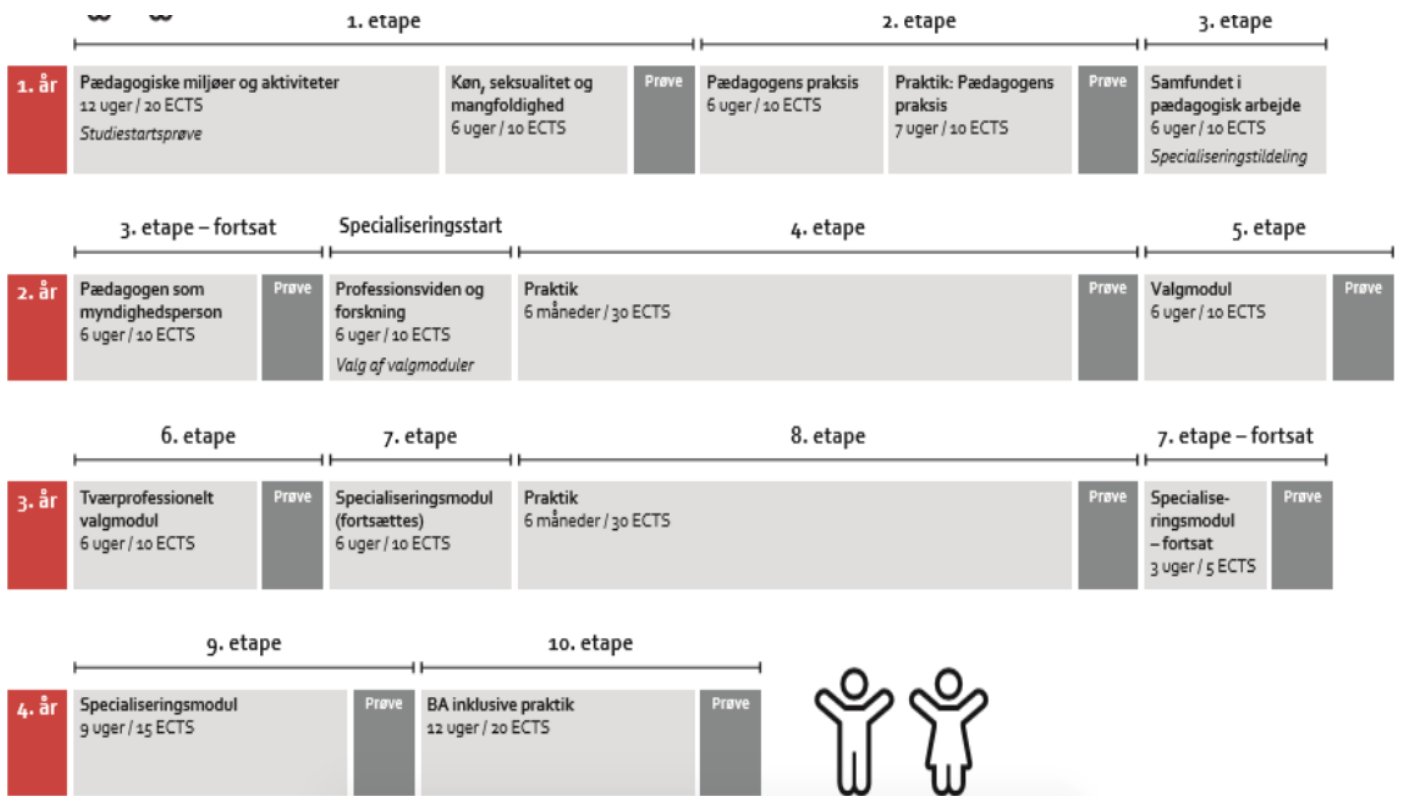 1. etape
2. etape
3. etape
1. år
Pædagogiske miljøer og aktiviteter
12 uger / 20 ECTS
Studiestartsprøve
Køn, seksualitet og
mangfoldighed
6 uger / 10 ECTS
Prøve
Pædagogens praksis
6 uger / 10 ECTS
Praktik: Pædagogens
praksis
7 uger / 10 ECTS
Prøve
Samfundet i
pædagogisk arbejde
6 uger / 10 ECTS
Specialiseringstildeling
3. etape – fortsat
Specialiseringsstart
4. etape
5. etape
2. år
Pædagogen som
myndighedsperson
6 uger / 10 ECTS
Prøve
Professionsviden og
forskning
6 uger / 10 ECTS
Valg af valgmoduler
Praktik
6 måneder / 30 ECTS
Prøve
Valgmodul
6 uger / 10 ECTS
Prøve
6. etape
7. etape
8. etape
7. etape – fortsat
3. år
Tværprofessionelt
valgmodul
6 uger / 10 ECTS
Prøve
Specialiseringsmodul
(fortsættes)
6 uger / 10 ECTS
Praktik
6 måneder / 30 ECTS
Prøve
Specialise-
ringsmodul
– fortsat
3 uger / 5 ECTS
Prøve
9. etape
10. etape
4. år
Specialiseringsmodul
9 uger / 15 ECTS
Prøve
BA inklusive praktik
12 uger / 20 ECTS
Prøve